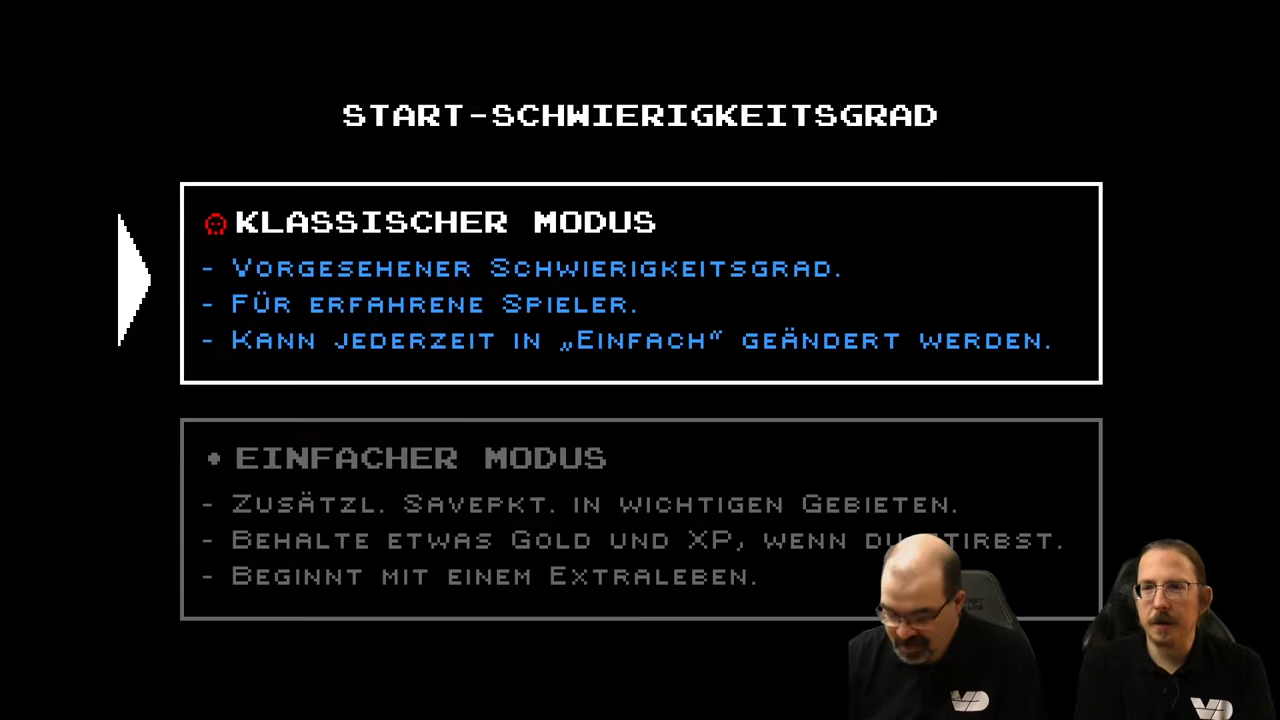 START-SCHWIERIGKEITSGRAD
KLASSISCHER MODUS
- VORGESEHENER SCHWIERIGKEITSGRAD.
- FÜR ERFAHRENE SPIELER.
- KANN JEDERZEIT IN „EINFACH“ GEÄNDERT WERDEN.
• EINFACHER MODUS
- ZUSÄTZL. SAVEPKT. IN WICHTIGEN GEBIETEN.
- BEHALTE ETWAS GOLD UND XP, WENN DU STIRBST.
- BEGINNT MIT EINEM EXTRALEBEN.